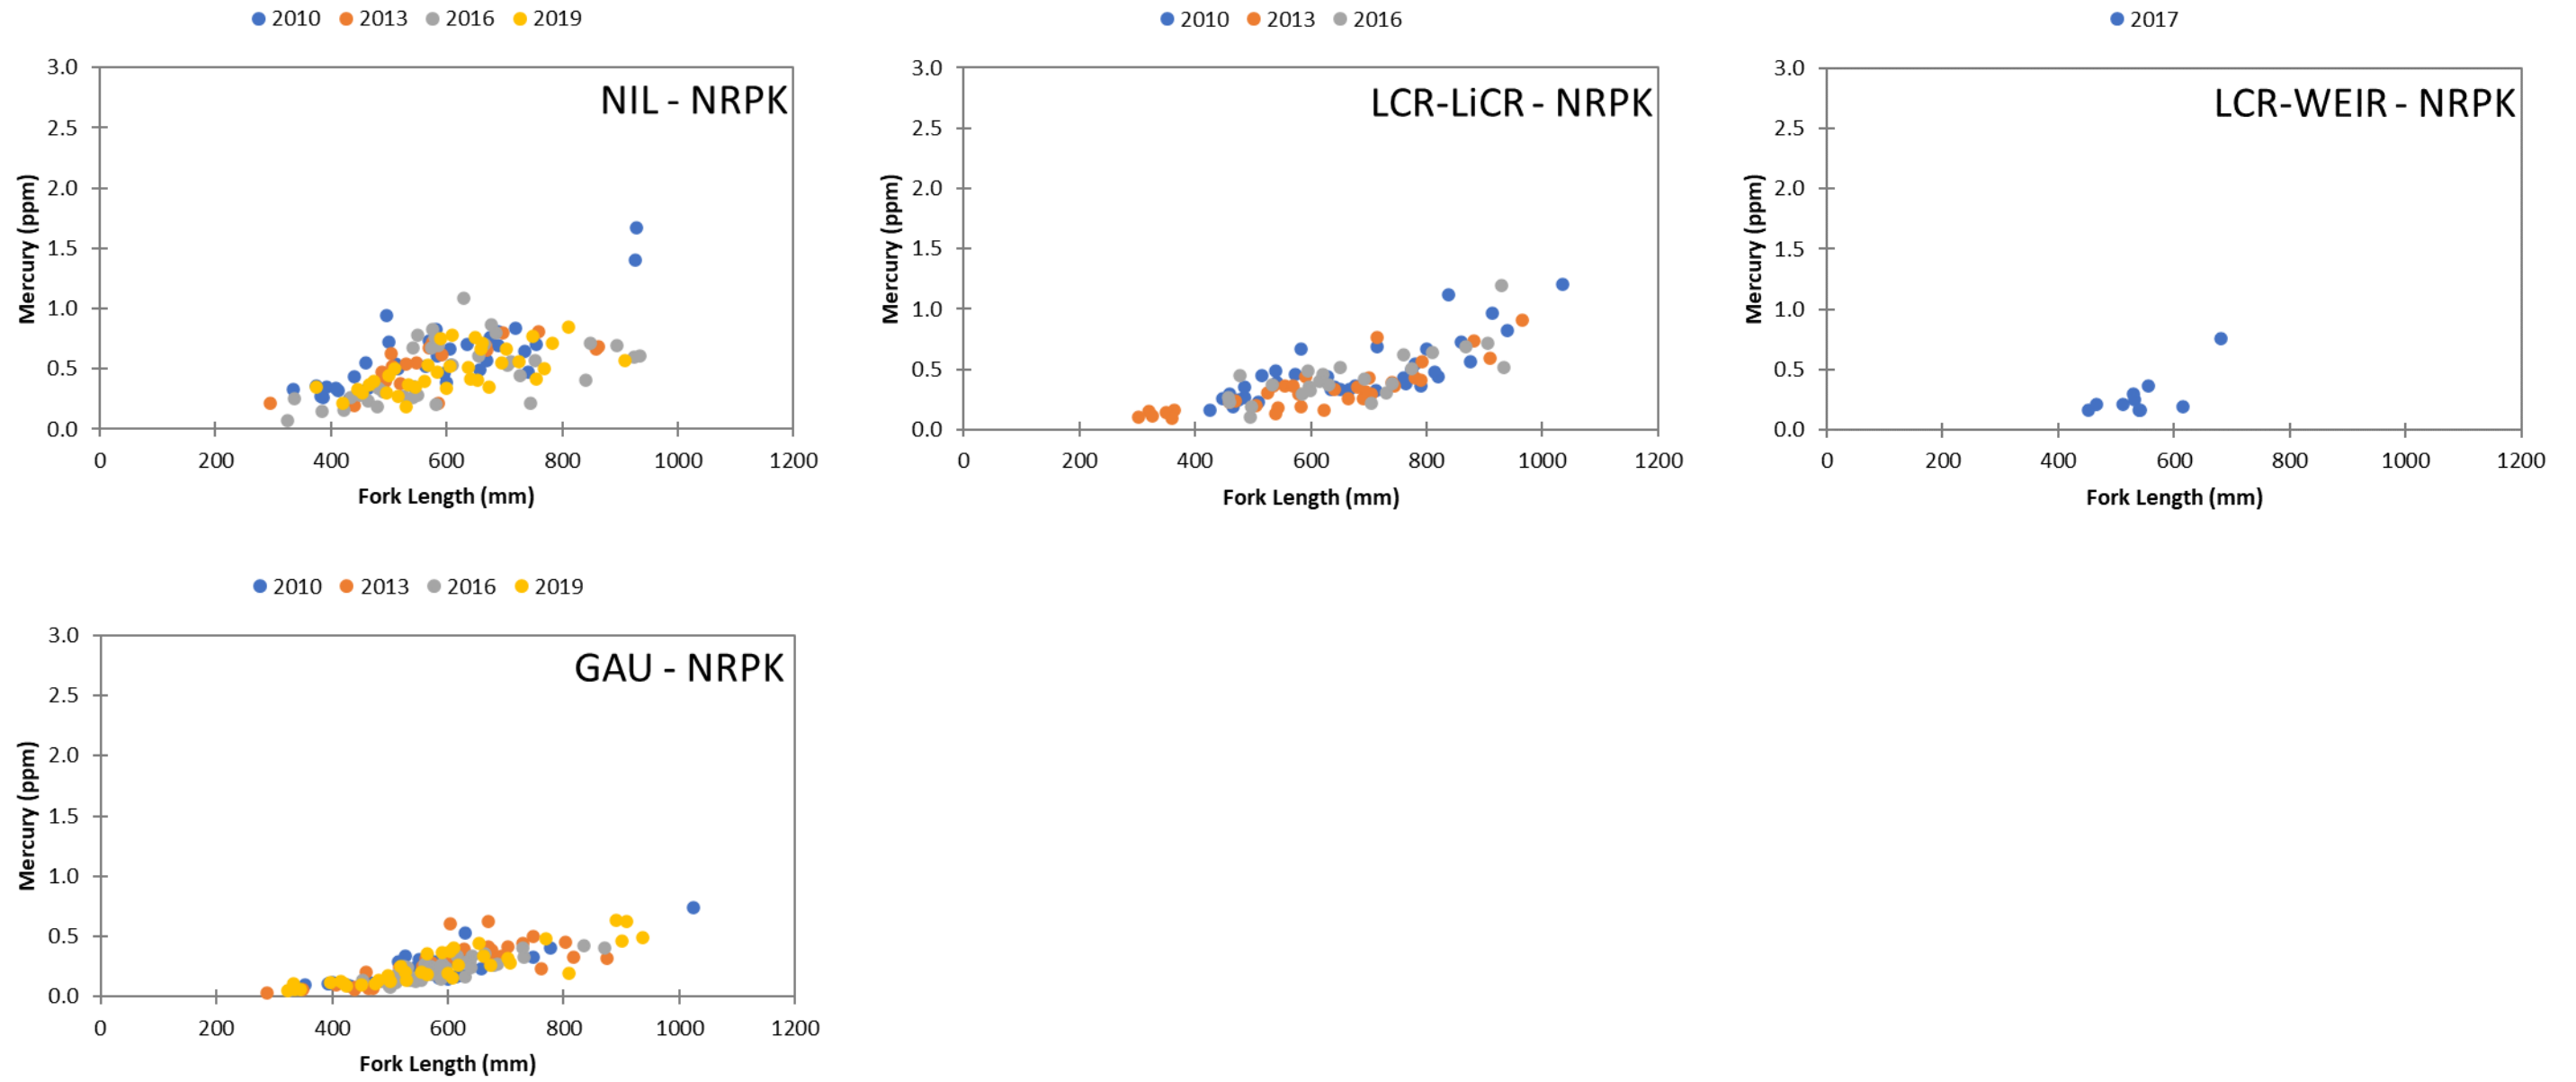 2010 2013 2016 2019
NIL - NRPK
3.0
2.5
2.0
1.5
1.0
0.5
0.0
Mercury (ppm)
0 200 400 600 800 1000 1200
Fork Length (mm)
2010 2013 2016
LCR-LiCR - NRPK
3.0
2.5
2.0
1.5
1.0
0.5
0.0
Mercury (ppm)
0 200 400 600 800 1000 1200
Fork Length (mm)
2017
LCR-WEIR - NRPK
3.0
2.5
2.0
1.5
1.0
0.5
0.0
Mercury (ppm)
0 200 400 600 800 1000 1200
Fork Length (mm)
2010 2013 2016 2019
GAU - NRPK
3.0
2.5
2.0
1.5
1.0
0.5
0.0
Mercury (ppm)
0 200 400 600 800 1000 1200
Fork Length (mm)